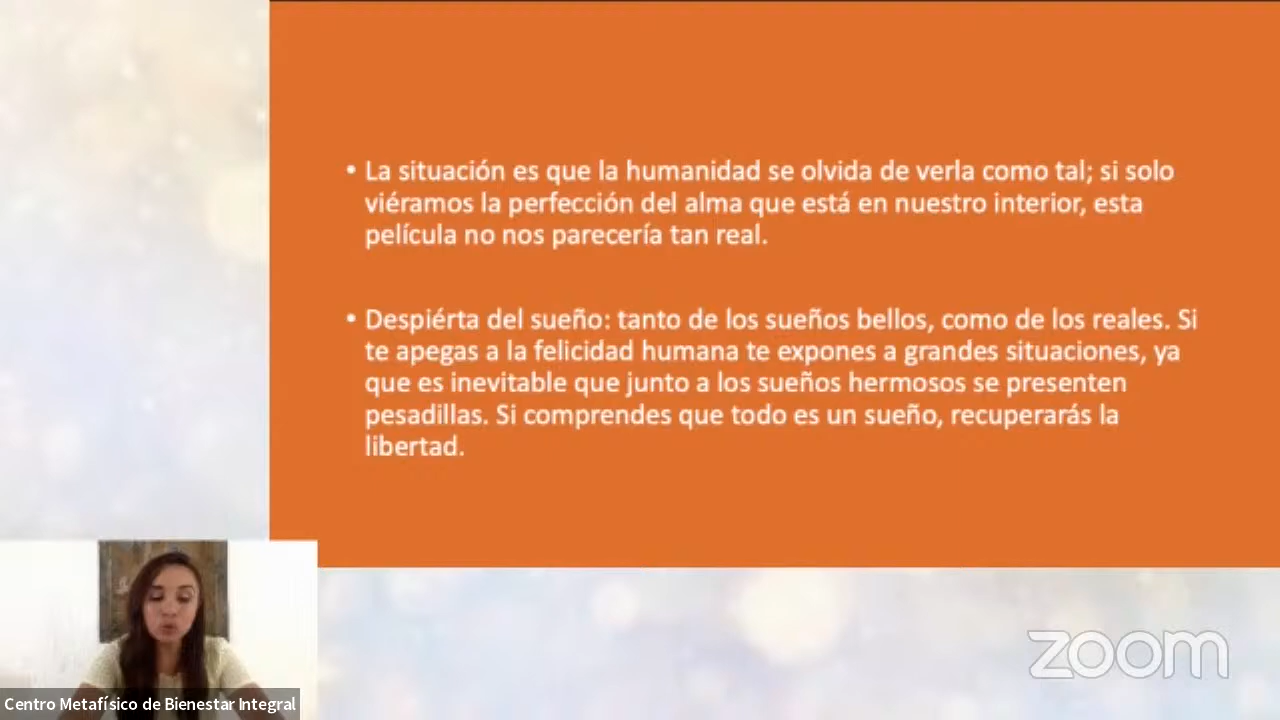 • La situación es que la humanidad se olvida de verla como tal; si solo
viéramos la perfección del alma que está en nuestro interior, esta
película no nos parecería tan real.
• Despiérta del sueño: tanto de los sueños bellos, como de los reales. Si
te apegas a la felicidad humana te expones a grandes situaciones, ya
que es inevitable que junto a los sueños hermosos se presenten
pesadillas. Si comprendes que todo es un sueño, recuperarás la
libertad.
zoom
Centro Metafísico de Bienestar Integral